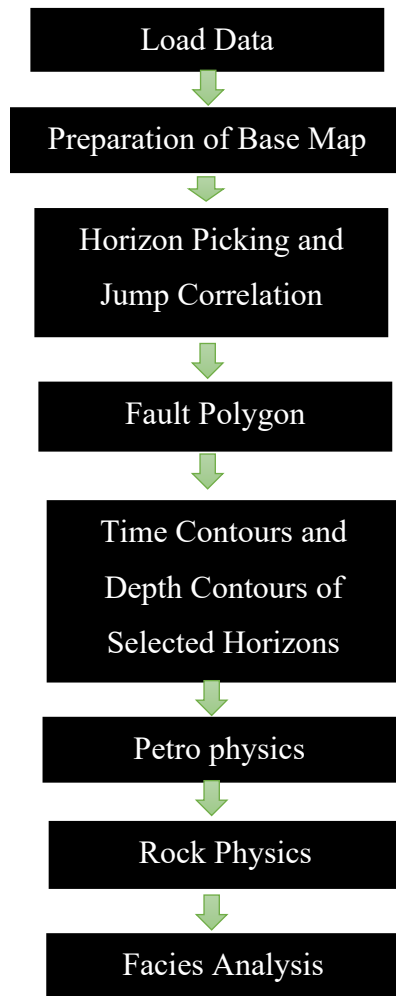 Load Data
Preparation of Base Map
Horizon Picking and
Jump Correlation
Fault Polygon
Time Contours and
Depth Contours of
Selected Horizons
Petro physics
Rock Physics
Facies Analysis